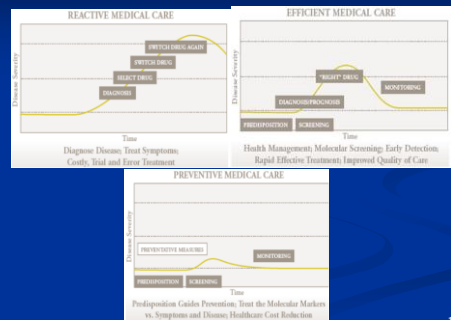 REACTIVE MEDICAL CARE
SWITCH DRUG AGAIN
SWITCH DRUG
SELECT DRUG
DIAGNOSIS
Disease Severity
Time
Diagnose Disease; Treat Symptoms;
Costly, Trial and Error Treatment
EFFICIENT MEDICAL CARE
"RIGHT" DRUG
MONITORING
DIAGNOSIS/PROGNOSIS
PREDISPOSITION
SCREENING
Disease Severity
Time
Health Management; Molecular Screening; Early Detection;
Rapid Effective Treatment; Improved Quality of Care
PREVENTIVE MEDICAL CARE
PREVENTATIVE MEASURES
MONITORING
PREDISPOSITION
SCREENING
Disease Severity
Time
Predisposition Guides Prevention; Treat the Molecular Markers
vs. Symptoms and Disease; Healthcare Cost Reduction